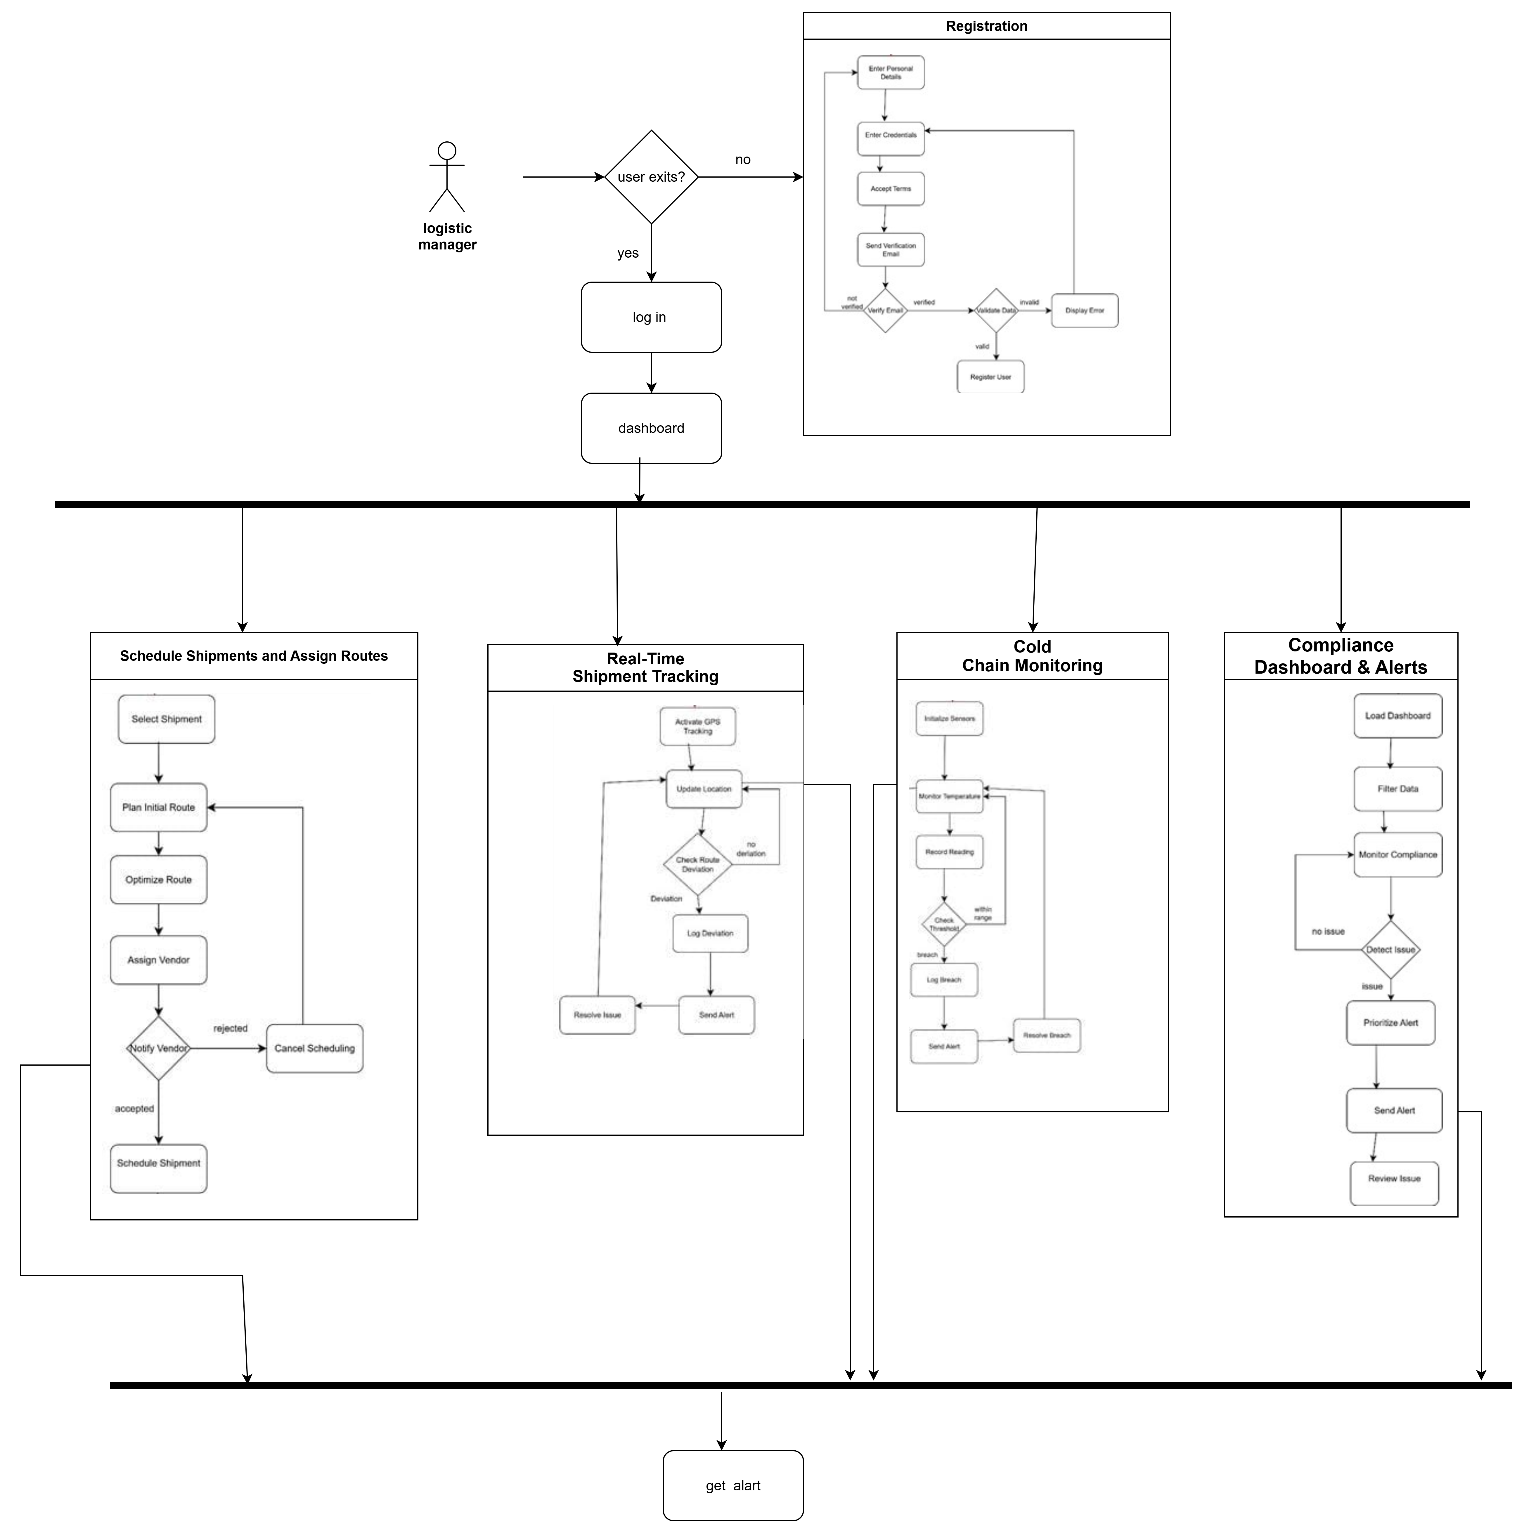 Registration
Enter Personal
Details
Enter Credentials
Accept Terms
Send Verification
Email
not
verified
Verify Email
verified
Validate Data
invalid
Display Error
valid
Register User
logistic
manager
user exits?
no
yes
log in
dashboard
Schedule Shipments and Assign Routes
Select Shipment
Plan Initial Route
Optimize Route
Assign Vendor
Notify Vendor
rejected
Cancel Scheduling
accepted
Schedule Shipment
Real-Time
Shipment Tracking
Activate GPS
Tracking
Update Location
Check Route
Deviation
no
deriation
Deviation
Log Deviation
Send Alert
Resolve Issue
Cold
Chain Monitoring
Initialize Sensors
Monitor Temperature
Record Reading
Check
Threshold
within
range
breach
Log Breach
Send Alert
Resolve Breach
Compliance
Dashboard & Alerts
Load Dashboard
Filter Data
Monitor Compliance
no issue
Detect Issue
issue
Prioritize Alert
Send Alert
Review Issue
get alart